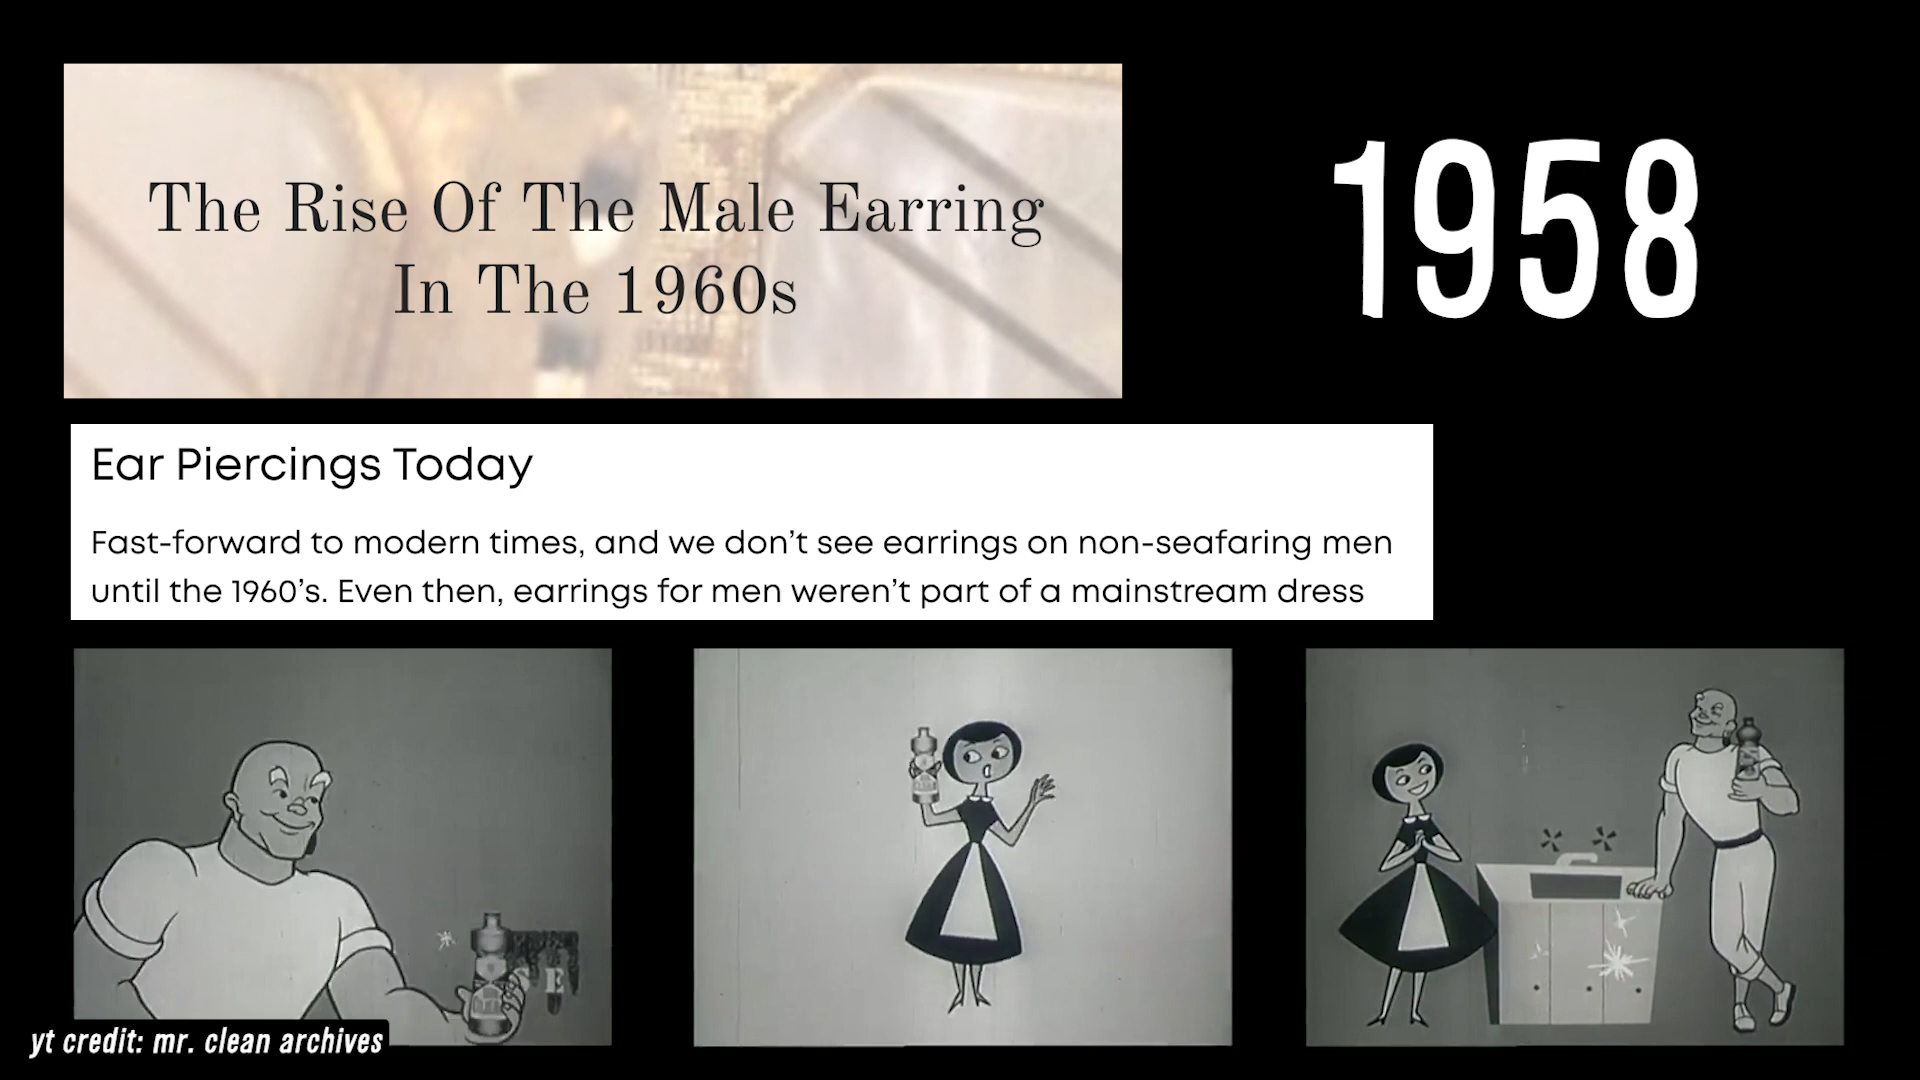 The Rise Of The Male Earring
In The 1960s
1958
Ear Piercings Today
Fast-forward to modern times, and we don’t see earrings on non-seafaring men
until the 1960’s. Even then, earrings for men weren’t part of a mainstream dress
yt credit: mr. clean archives